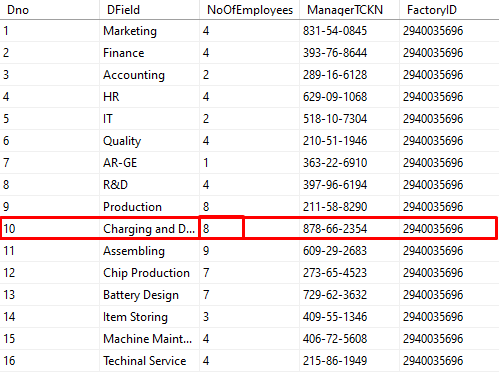 Dno DField NoOfEmployees ManagerTCKN FactoryID
1 Marketing 4 831-54-0845 2940035696
2 Finance 4 393-76-8644 2940035696
3 Accounting 2 289-16-6128 2940035696
4 HR 4 629-09-1068 2940035696
5 IT 2 518-10-7304 2940035696
6 Quality 4 210-51-1946 2940035696
7 AR-GE 1 363-22-6910 2940035696
8 R&D 4 397-96-6194 2940035696
9 Production 8 211-58-8290 2940035696
10 Charging and D... 8 878-66-2354 2940035696
11 Assembling 9 609-29-2683 2940035696
12 Chip Production 7 273-65-4523 2940035696
13 Battery Design 7 729-62-3632 2940035696
14 Item Storing 3 409-55-1346 2940035696
15 Machine Maint... 4 406-72-5608 2940035696
16 Techinal Service 4 215-86-1949 2940035696